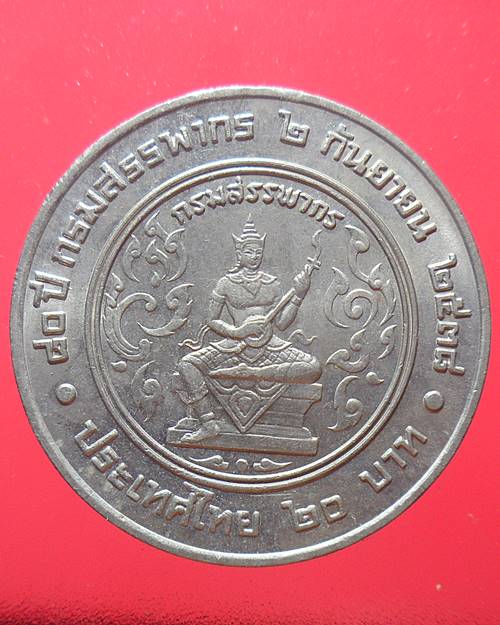 ๘๐ ปี กรมสรรพากร ๒ กันยายน ๒๕๓๘
กรมสรรพากร
ประเทศไทย ๒๐ บาท